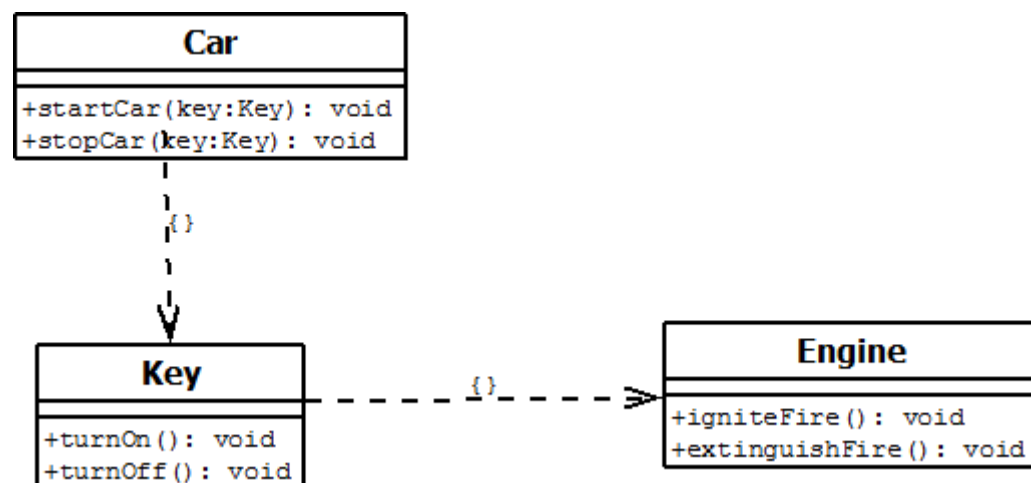 Car
+startCar(key:Key): void
+stopCar(key:Key): void
{}
Key
+turnOn(): void
+turnOff(): void
{}
Engine
+igniteFire(): void
+extinguishFire(): void